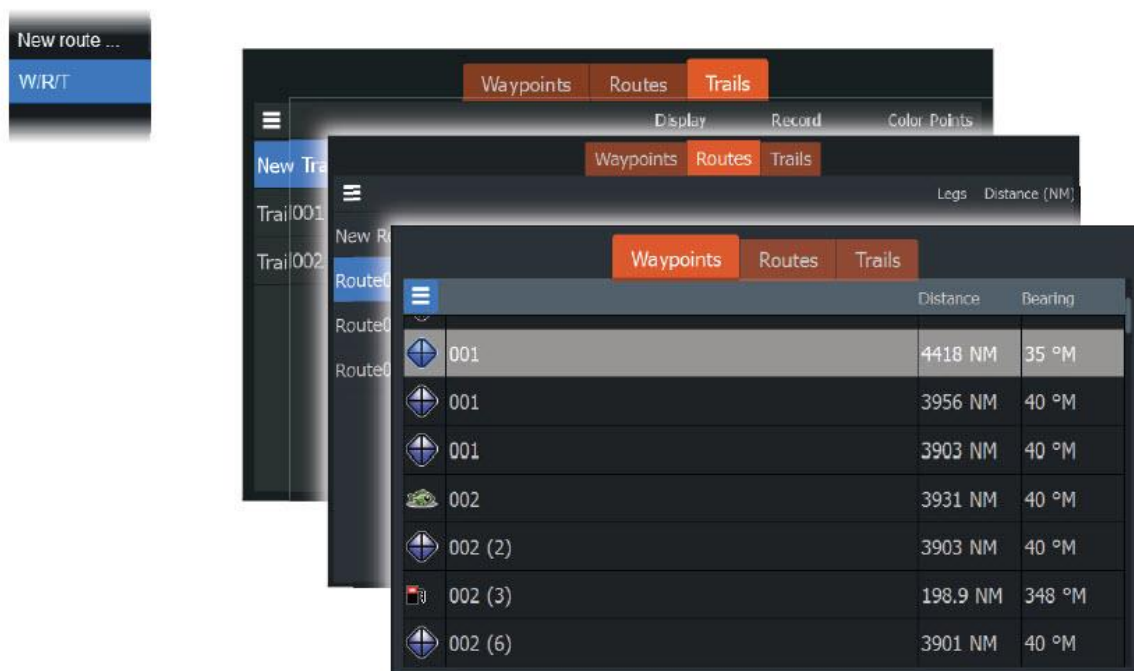 New route ...
W/R/T
Waypoints Routes Trails
Display Record Color Points
New Tra
Trail001
Trail002
Waypoints Routes Trails
Legs Distance (NM)
New R
Route0
Route0
Route0
Waypoints Routes Trails
Distance Bearing
001 4418 NM 35 °M
001 3956 NM 40 °M
001 3903 NM 40 °M
002 3931 NM 40 °M
002 (2) 3903 NM 40 °M
002 (3) 198.9 NM 348 °M
002 (6) 3901 NM 40 °M